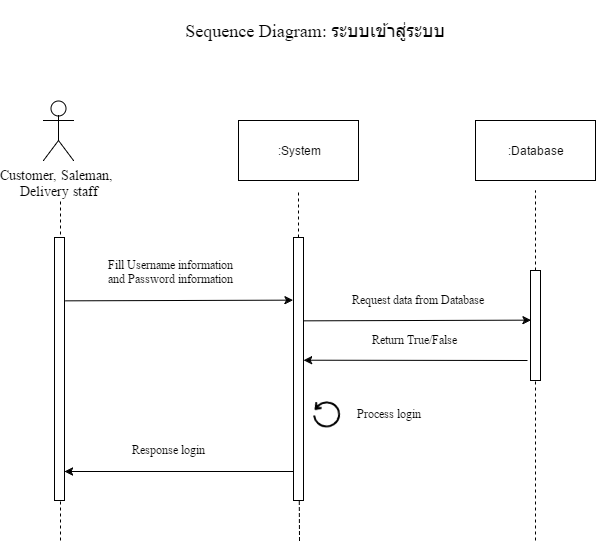 Sequence Diagram: ระบบเข้าสู่ระบบ
Customer, Saleman,
Delivery staff
:System
:Database
Fill Username information
and Password information
Request data from Database
Return True/False
Process login
Response login